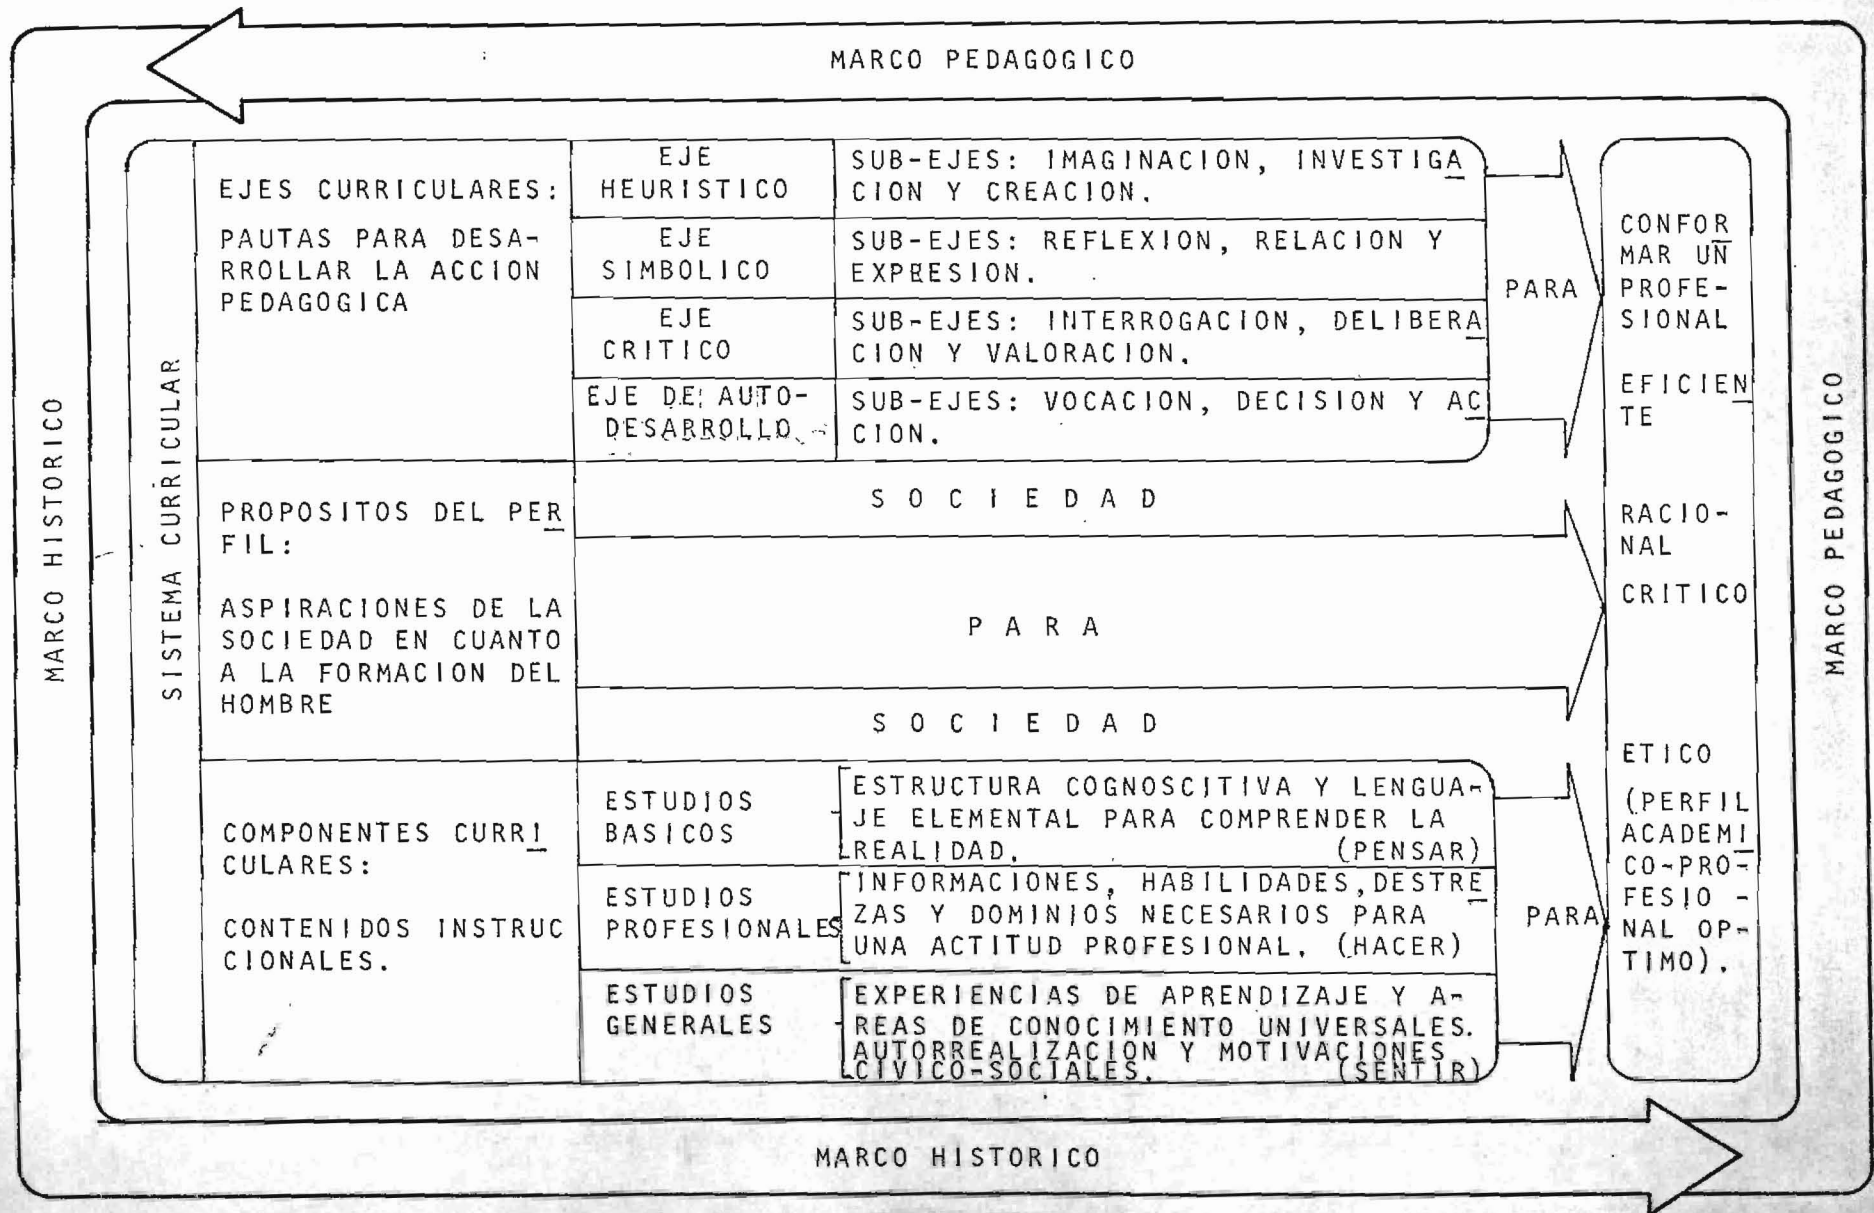 MARCO PEDAGOGICO
MARCO HISTORICO
SISTEMA CURRICULAR
EJES CURRICULARES:
PAUTAS PARA DESA-
RROLLAR LA ACCION
PEDAGOGICA
EJE
HEURISTICO
SUB-EJES: IMAGINACION, INVESTIGA
CION Y CREACION.
EJE
SIMBOLICO
SUB-EJES: REFLEXION, RELACION Y
EXPRESION.
EJE
CRITICO
SUB-EJES: INTERROGACION, DELIBERA
CION Y VALORACION.
EJE DE AUTO-
DESARROLLO
SUB-EJES: VOCACION, DECISION Y AC
CION.
PARA
PROPOSITOS DEL PER
FIL:
ASPIRACIONES DE LA
SOCIEDAD EN CUANTO
A LA FORMACION DEL
HOMBRE
S O C I E D A D
P A R A
S O C I E D A D
COMPONENTES CURRI
CULARES:
CONTENIDOS INSTRUC
CIONALES.
ESTUDIOS
BASICOS
ESTRUCTURA COGNOSCITIVA Y LENGUA-
JE ELEMENTAL PARA COMPRENDER LA
REALIDAD. (PENSAR)
ESTUDIOS
PROFESIONALES
INFORMACIONES, HABILIDADES, DESTRE
ZAS Y DOMINIOS NECESARIOS PARA
UNA ACTITUD PROFESIONAL. (HACER)
ESTUDIOS
GENERALES
EXPERIENCIAS DE APRENDIZAJE Y A-
REAS DE CONOCIMIENTO UNIVERSALES.
AUTORREALIZACION Y MOTIVACIONES
CIVICO-SOCIALES. (SENTIR)
PARA
CONFOR
MAR UN
PROFE-
SIONAL
EFICIEN
TE
RACIO-
NAL
CRITICO
ETICO
(PERFIL
ACADEMI
CO-PRO-
FESIO -
NAL OP-
TIMO).
MARCO PEDAGOGICO
MARCO HISTORICO